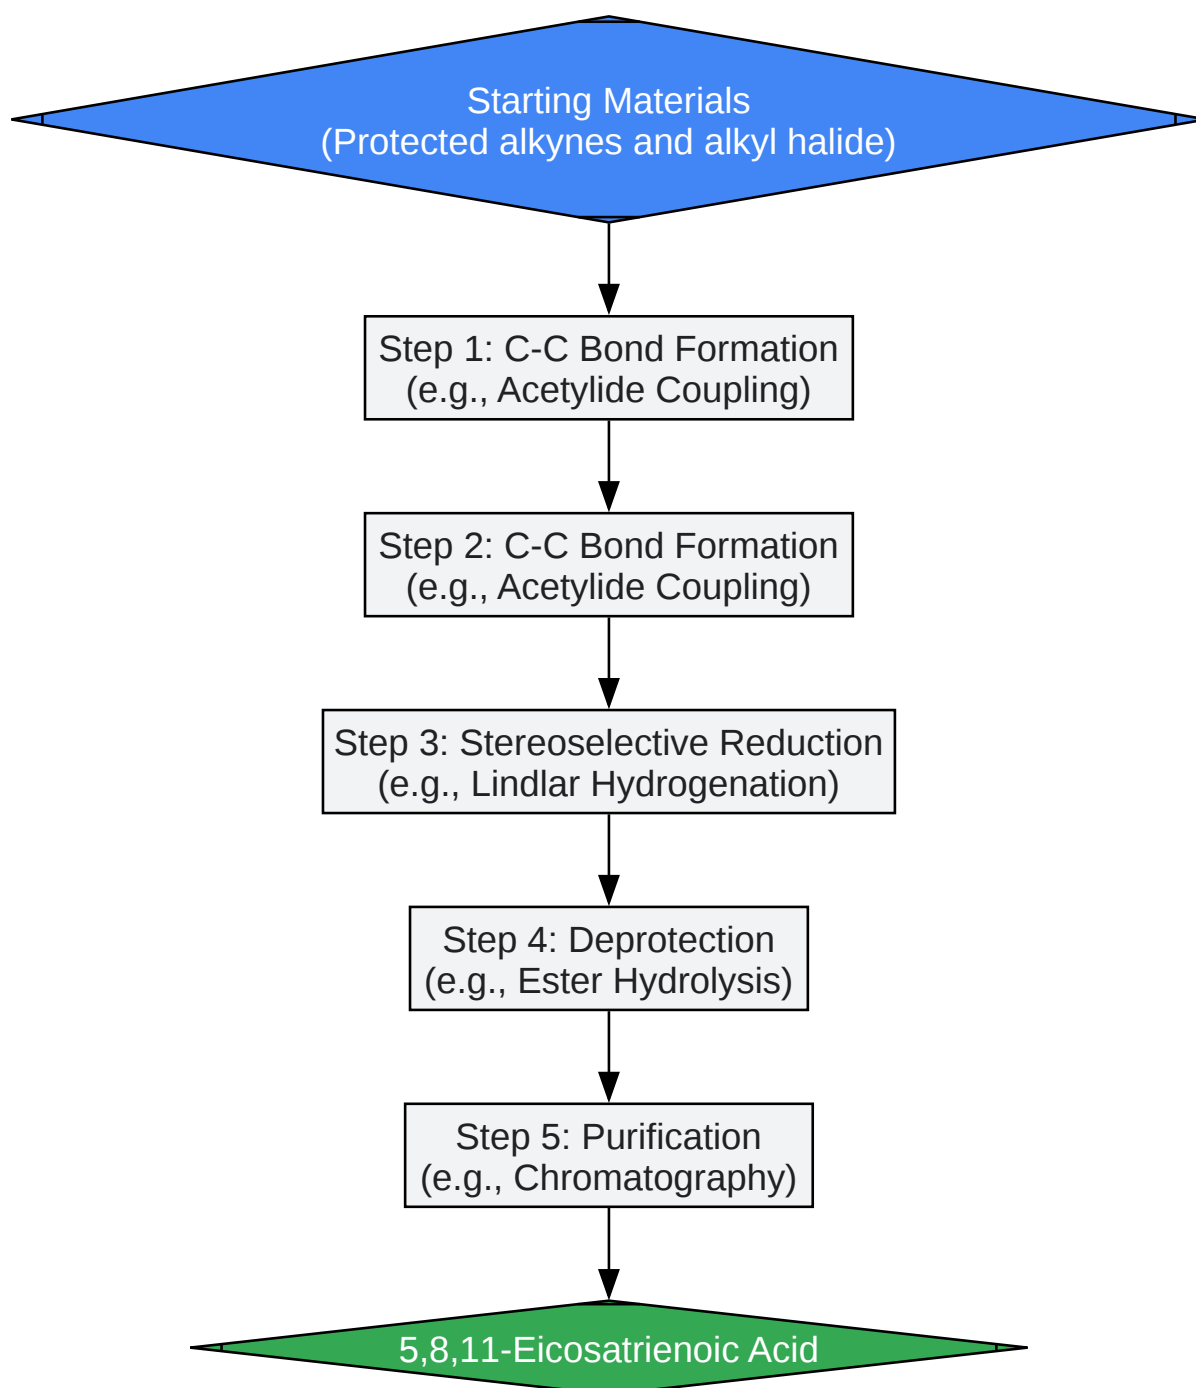 Starting Materials
(Protected alkynes and alkyl halide)
Step 1: C-C Bond Formation
(e.g., Acetylide Coupling)
Step 2: C-C Bond Formation
(e.g., Acetylide Coupling)
Step 3: Stereoselective Reduction
(e.g., Lindlar Hydrogenation)
Step 4: Deprotection
(e.g., Ester Hydrolysis)
Step 5: Purification
(e.g., Chromatography)
5,8,11-Eicosatrienoic Acid